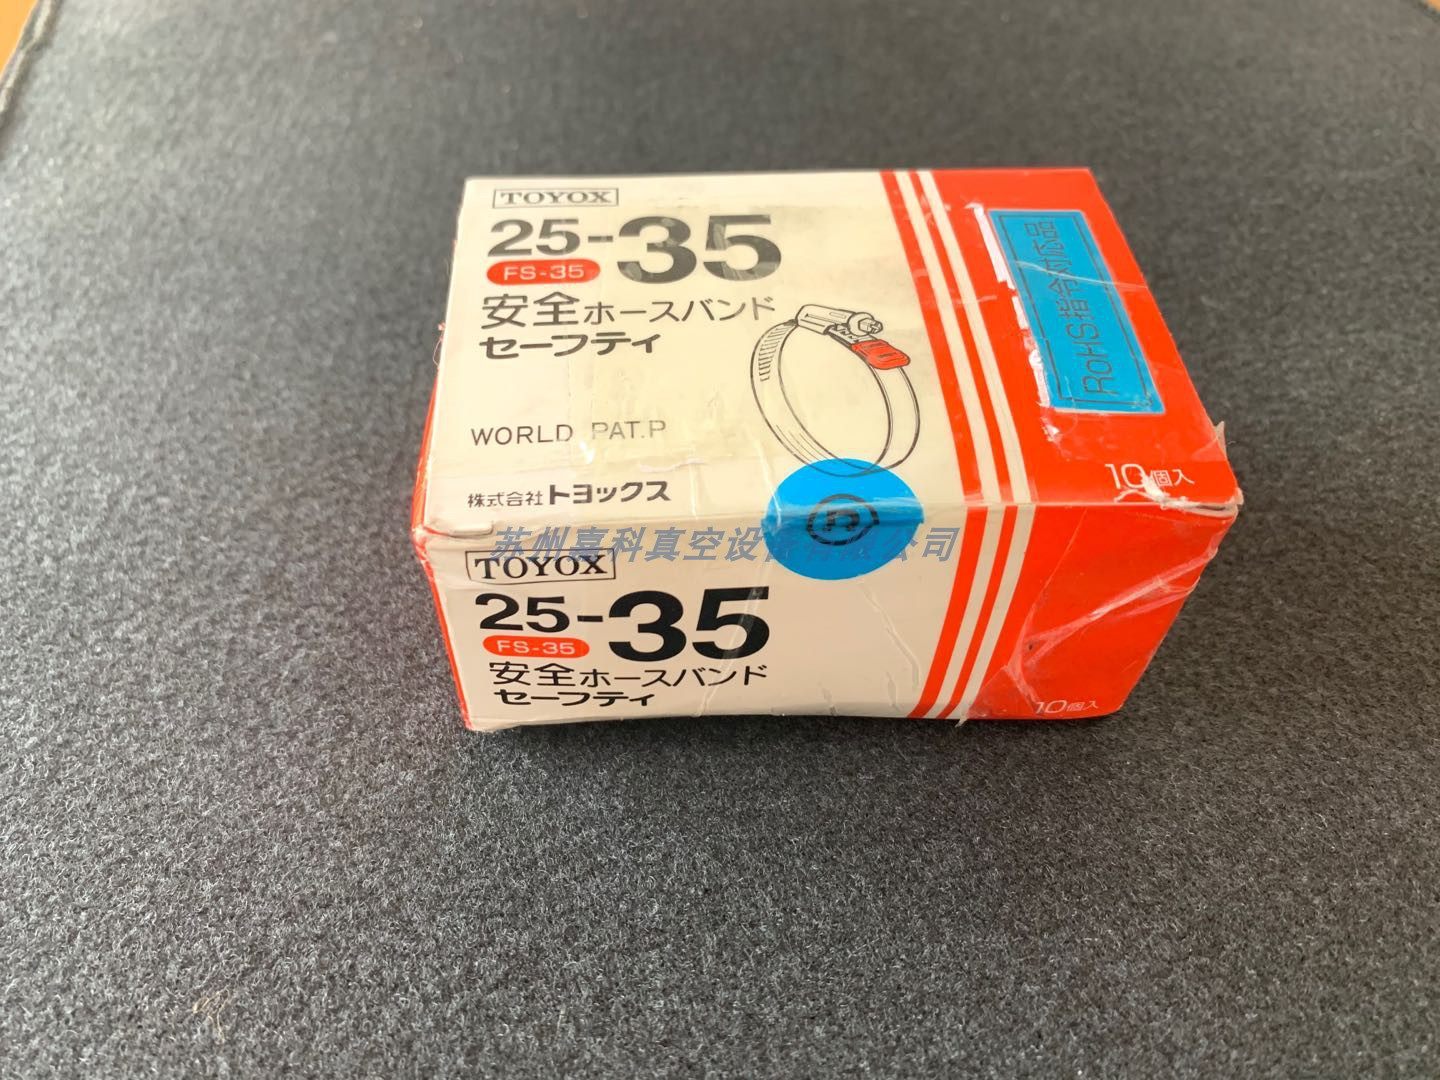 TOYOX
25-35
FS-35
安全ホースバンド
セーフティ
WORLD PAT.P
株式会社トヨックス
RoHS指令対応品
10個入
苏州嘉科真空设备有限公司
TOYOX
25-35
FS-35
安全ホースバンド
セーフティ
10個入